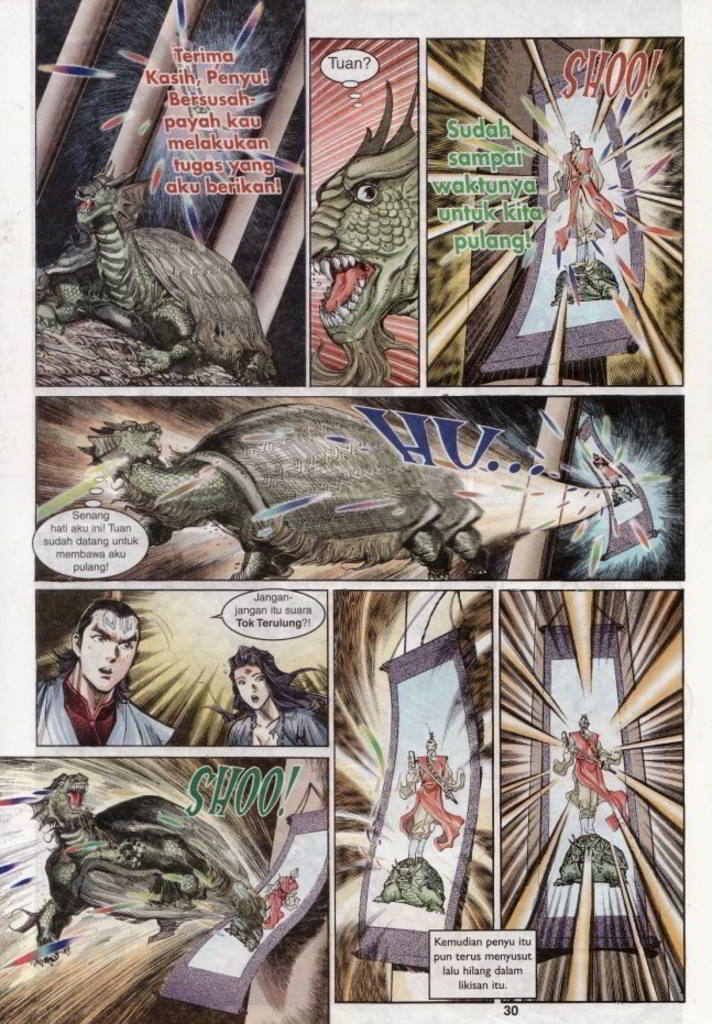 Terima
Kasih, Penyu!
Bersusah-
payah kau
melakukan
tugas yang
aku berikan!
Tuan?
SHOO!
Sudah
sampai
waktunya
untuk kita
pulang!
HU...
Senang
hati aku ini! Tuan
sudah datang untuk
membawa aku
pulang!
Jangan-
jangan itu suara
Tok Terulung?!
SHOO!
Kemudian penyu itu
pun terus menyusut
lalu hilang dalam
likisan itu.
30